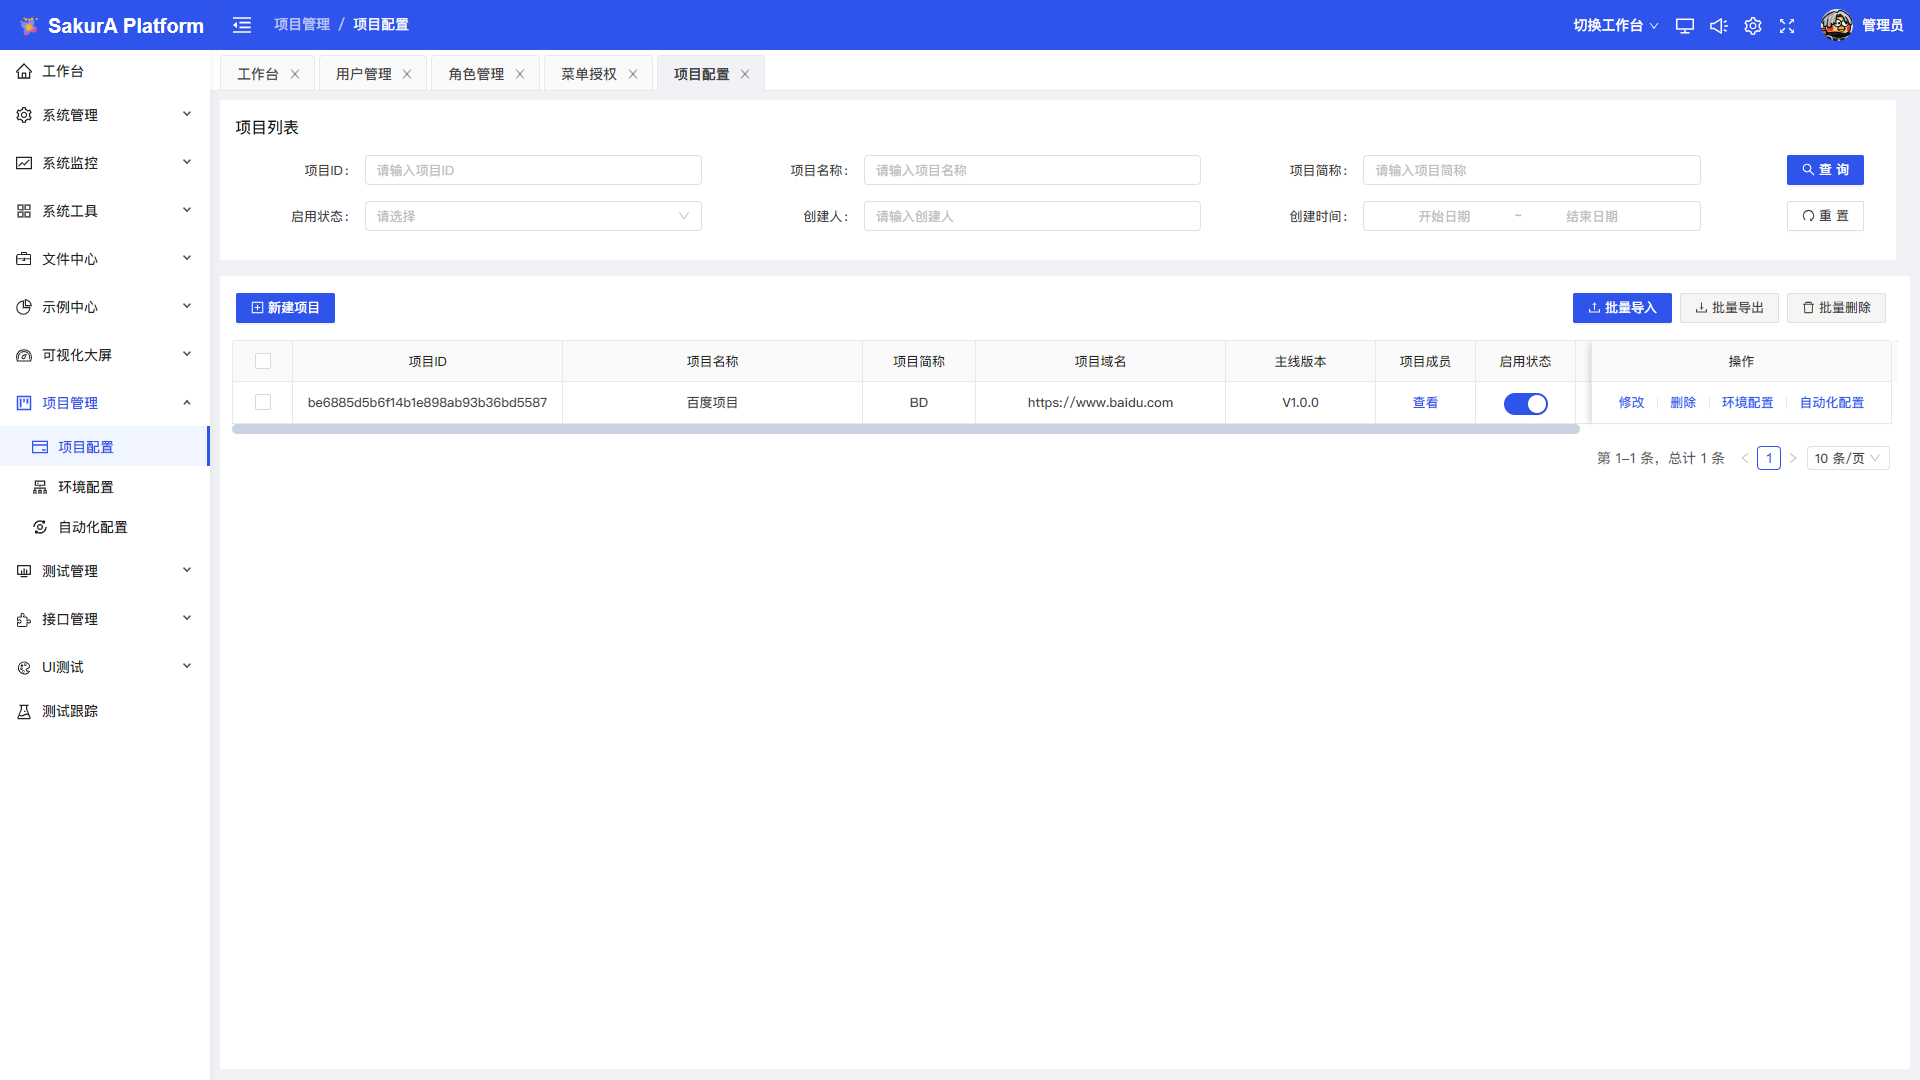 SakurA Platform
项目管理 / 项目配置
切换工作台
管理员
工作台
系统管理
系统监控
系统工具
文件中心
示例中心
可视化大屏
项目管理
项目配置
环境配置
自动化配置
测试管理
接口管理
UI测试
测试跟踪
工作台 用户管理 角色管理 菜单授权 项目配置
项目列表
项目ID： 请输入项目ID 项目名称： 请输入项目名称 项目简称： 请输入项目简称 查 询
启用状态： 请选择 创建人： 请输入创建人 创建时间： 开始日期 ~ 结束日期 重 置
新建项目 批量导入 批量导出 批量删除
项目ID 项目名称 项目简称 项目域名 主线版本 项目成员 启用状态 操作
be6885d5b6f14b1e898ab93b36bd5587 百度项目 BD https://www.baidu.com V1.0.0 查看 修改 删除 环境配置 自动化配置
第 1-1 条，总计 1 条 1 10 条/页